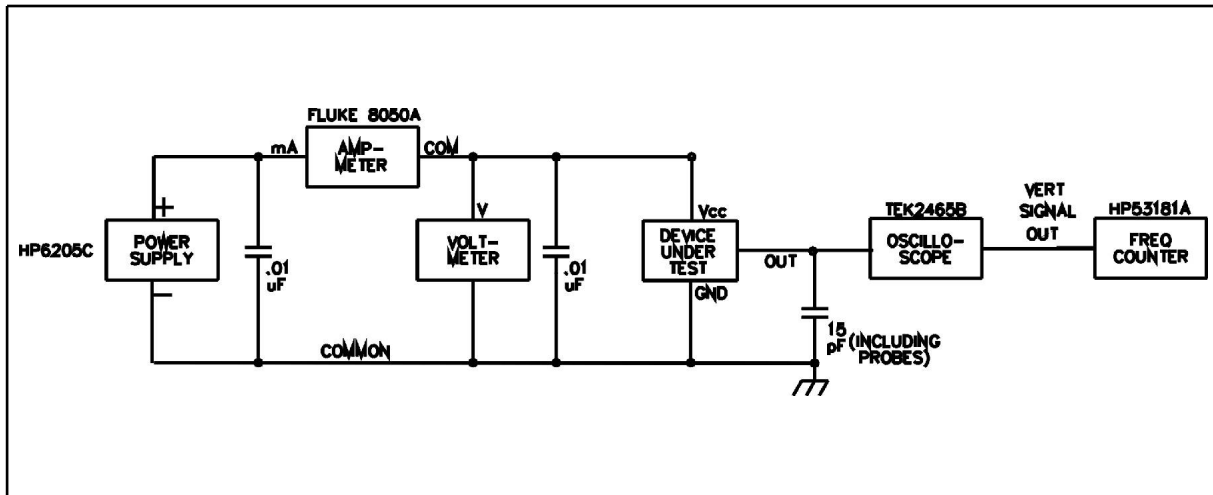 FLUKE 8050A
mA
AMP-
METER
COM
HP6205C
+
POWER
SUPPLY
−
.01
uF
V
VOLT-
METER
.01
uF
Vcc
DEVICE
UNDER
TEST
GND
OUT
15
pF (INCLUDING
PROBES)
TEK2465B
OSCILLO-
SCOPE
VERT
SIGNAL
OUT
HP53181A
FREQ
COUNTER
COMMON